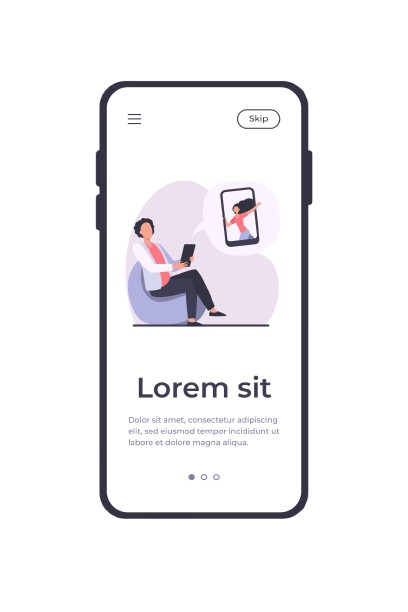 Skip
Lorem sit
Dolor sit amet, consectetur adipiscing
elit, sed eiusmod tempor incididunt ut
labore et dolore magna aliqua.